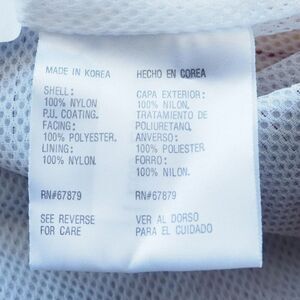 MADE IN KOREA
SHELL:
100% NYLON
P.U. COATING.
FACING:
100% POLYESTER.
LINING:
100% NYLON.
RN#67879
SEE REVERSE
FOR CARE
HECHO EN COREA
CAPA EXTERIOR:
100% NILON.
TRATAMIENTO DE
POLIURETANO.
ANVERSO:
100% POLIESTER
FORRO:
100% NILON.
RN#67879
VER AL DORSO
PARA EL CUIDADO